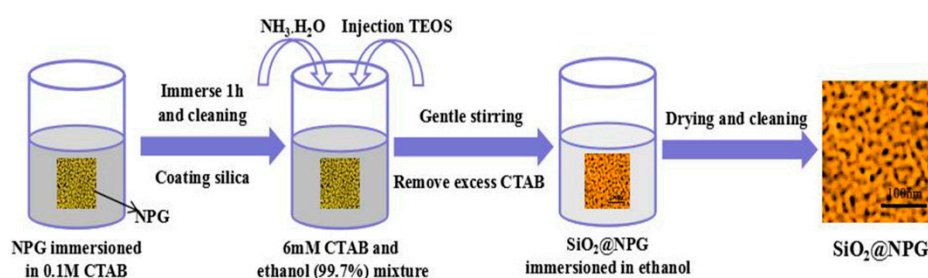 NH₃.H₂O
Injection TEOS
Immerse 1h
and cleaning
Coating silica
Gentle stirring
Remove excess CTAB
Drying and cleaning
NPG
100nm
NPG immersioned
in 0.1M CTAB
6mM CTAB and
ethanol (99.7%) mixture
SiO₂@NPG
immersioned in ethanol
SiO₂@NPG